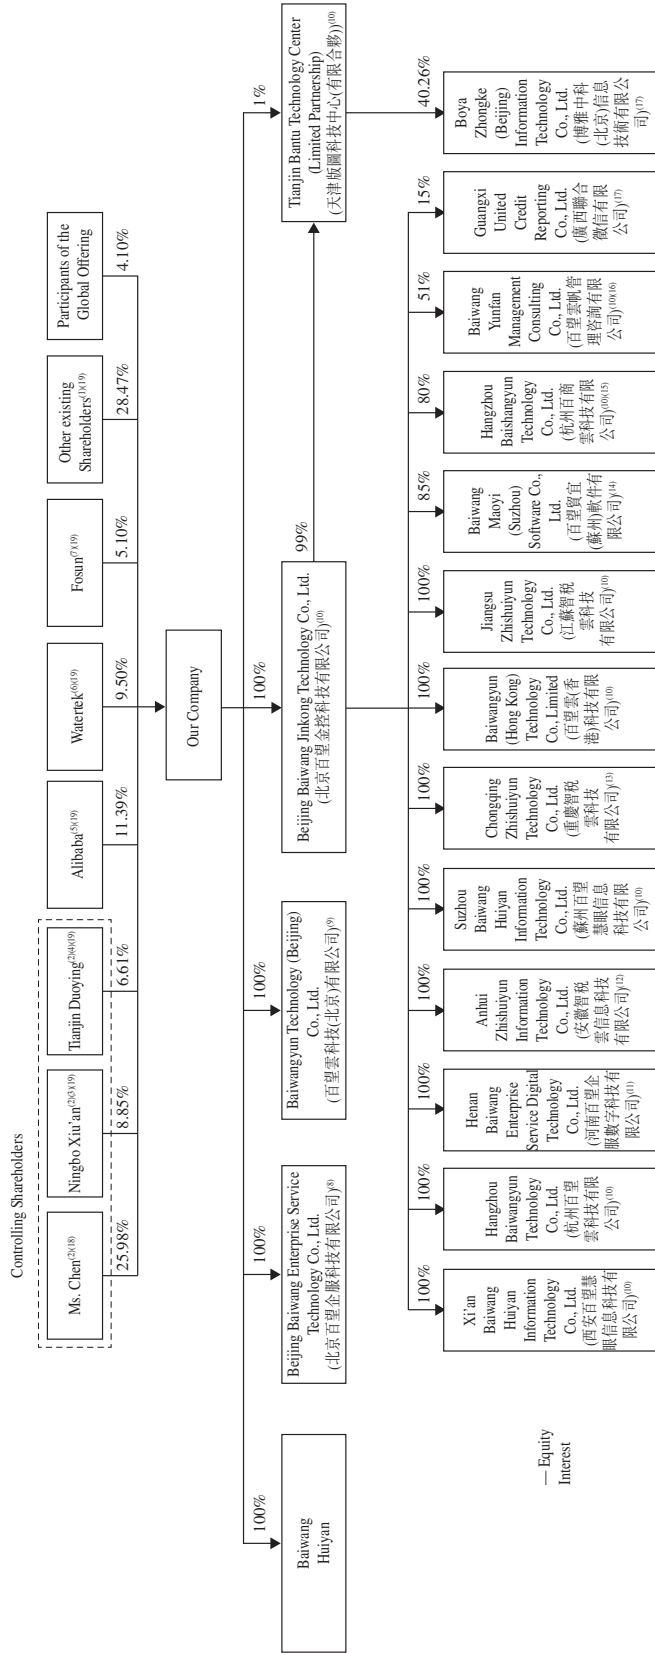 Controlling Shareholders
Ms. Chen(2)(18)
Ningbo Xiu'an(2)(3)(19)
Tianjin Duoying(2)(4)(19)
Alibaba(5)(19)
Watertek(6)(19)
Fosun(7)(19)
Other existing
Shareholders(1)(19)
Participants of the
Global Offering
25.98%
8.85%
6.61%
11.39%
9.50%
5.10%
28.47%
4.10%
Our Company
100%
100%
100%
100%
1%
Baiwang
Huiyan
Beijing Baiwang Enterprise Service
Technology Co., Ltd.
(北京百望企服科技有限公司)(8)
Baiwangyun Technology (Beijing)
Co., Ltd.
(百望雲科技(北京)有限公司)(9)
Beijing Baiwang Jinkong Technology Co., Ltd.
(北京百望金控科技有限公司)(10)
99%
Tianjin Bantu Technology Center
(Limited Partnership)
(天津版圖科技中心(有限合夥))(10)
100%
100%
100%
100%
100%
100%
100%
100%
85%
80%
51%
15%
40.26%
Xi'an
Baiwang
Huiyan
Information
Technology
Co., Ltd.
(西安百望慧
眼信息科技有
限公司)(10)
Hangzhou
Baiwangyun
Technology
Co., Ltd.
(杭州百望
雲科技有限
公司)(10)
Henan
Baiwang
Enterprise
Service Digital
Technology
Co., Ltd.
(河南百望企
服數字科技有
限公司)(11)
Anhui
Zhishuiyun
Information
Technology
Co., Ltd.
(安徽智税
雲信息科技
有限公司)(12)
Suzhou
Baiwang
Huiyan
Information
Technology
Co., Ltd.
(蘇州百望
慧眼信息
科技有限
公司)(10)
Chongqing
Zhishuiyun
Technology
Co., Ltd.
(重慶智税
雲科技
有限公司)(13)
Baiwangyun
(Hong Kong)
Technology
Co., Limited
(百望雲(香
港)科技有限
公司)(10)
Jiangsu
Zhishuiyun
Technology
Co., Ltd.
(江蘇智税
雲科技
有限公司)(10)
Baiwang
Maoyi
(Suzhou)
Software Co.,
Ltd.
(百望貿宜
(蘇州)軟件有
限公司)(14)
Hangzhou
Baishangyun
Technology
Co., Ltd.
(杭州百商
雲科技有限
公司)(10)(15)
Baiwang
Yunfan
Management
Consulting
Co., Ltd.
(百望雲帆管
理咨詢有限
公司)(10)(16)
Guangxi
United
Credit
Reporting
Co., Ltd.
(廣西聯合
徵信有限
公司)(17)
Boya
Zhongke
(Beijing)
Information
Technology
Co., Ltd.
(博雅中科
(北京)信息
技術有限公
司)(17)
— Equity
Interest